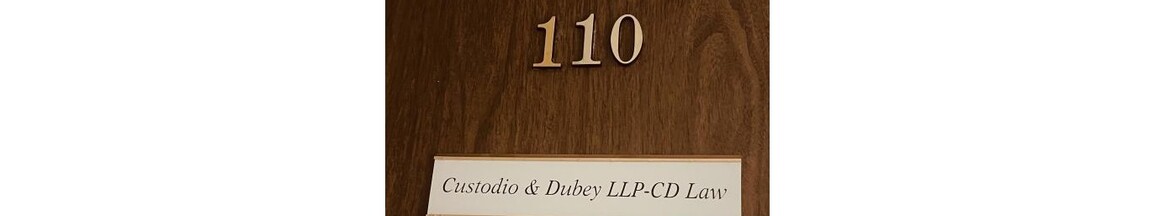 110
Custodio & Dubey LLP-CD Law